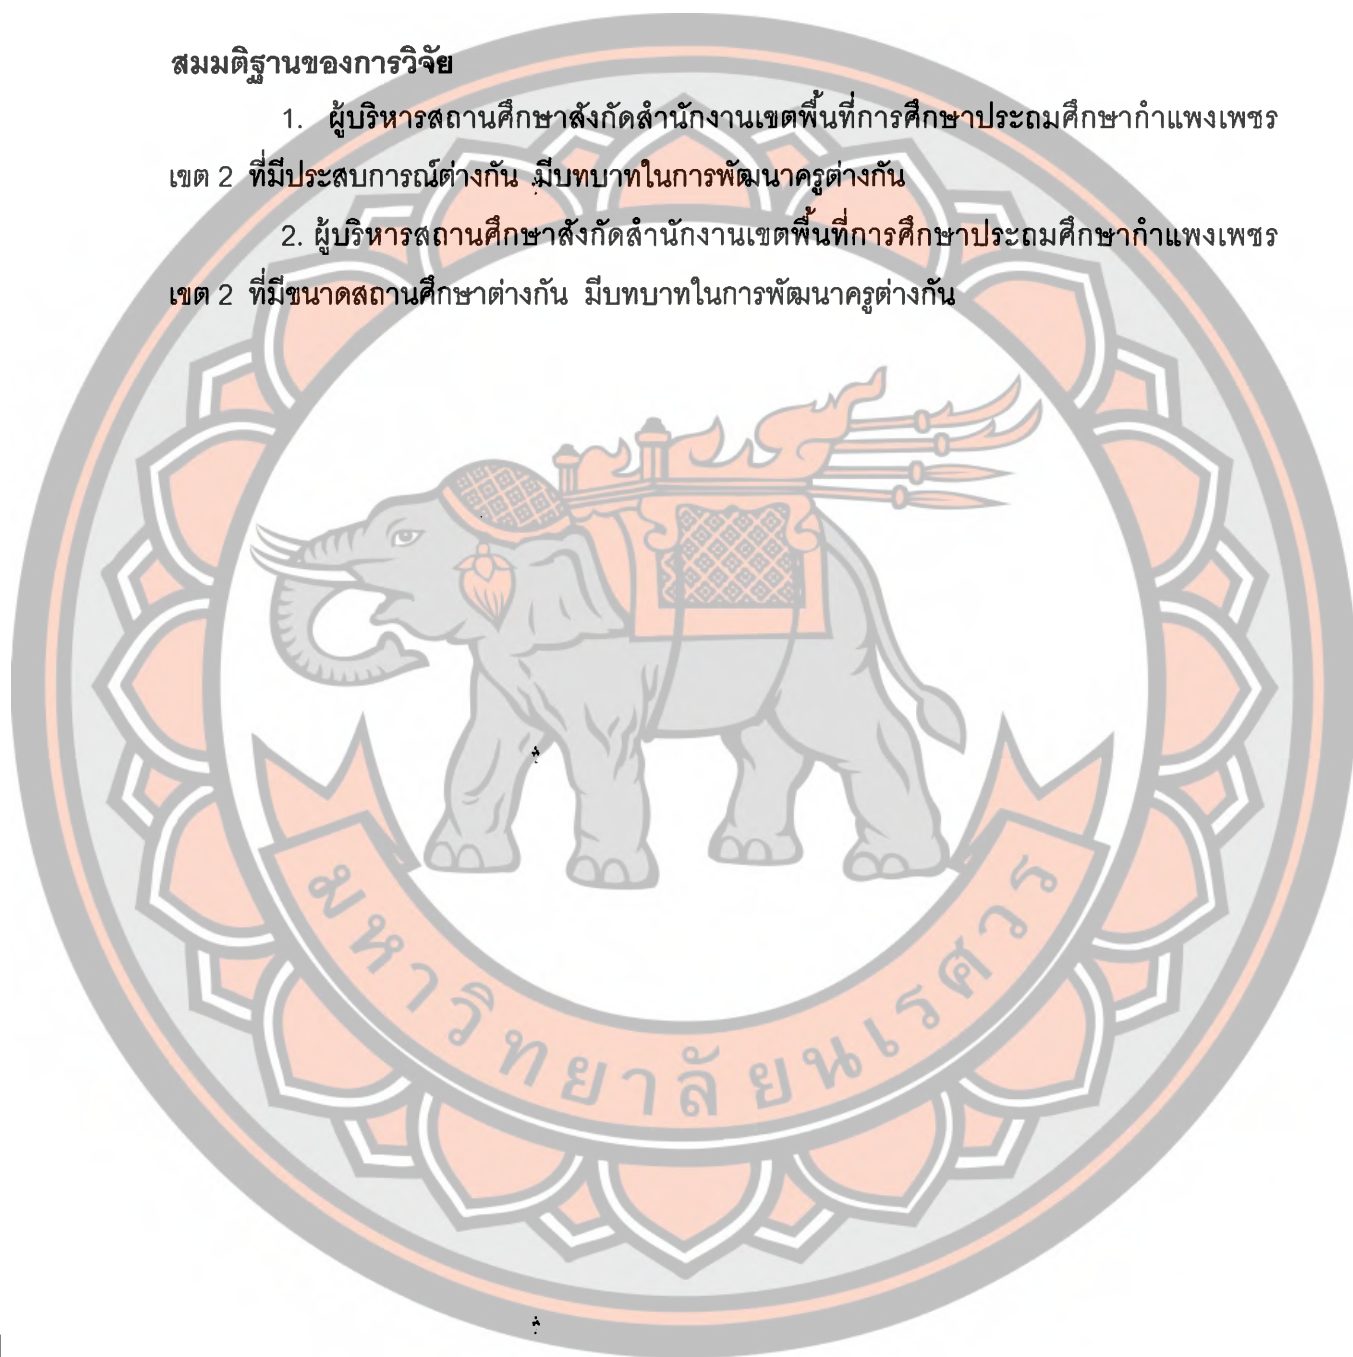 สมมติฐานของการวิจัย
1. ผู้บริหารสถานศึกษาสังกัดสำนักงานเขตพื้นที่การศึกษาประถมศึกษากำแพงเพชร
เขต 2 ที่มีประสบการณ์ต่างกัน มีบทบาทในการพัฒนาครูต่างกัน
2. ผู้บริหารสถานศึกษาสังกัดสำนักงานเขตพื้นที่การศึกษาประถมศึกษากำแพงเพชร
เขต 2 ที่มีขนาดสถานศึกษาต่างกัน มีบทบาทในการพัฒนาครูต่างกัน
มหาวิทยาลัยนเรศวร